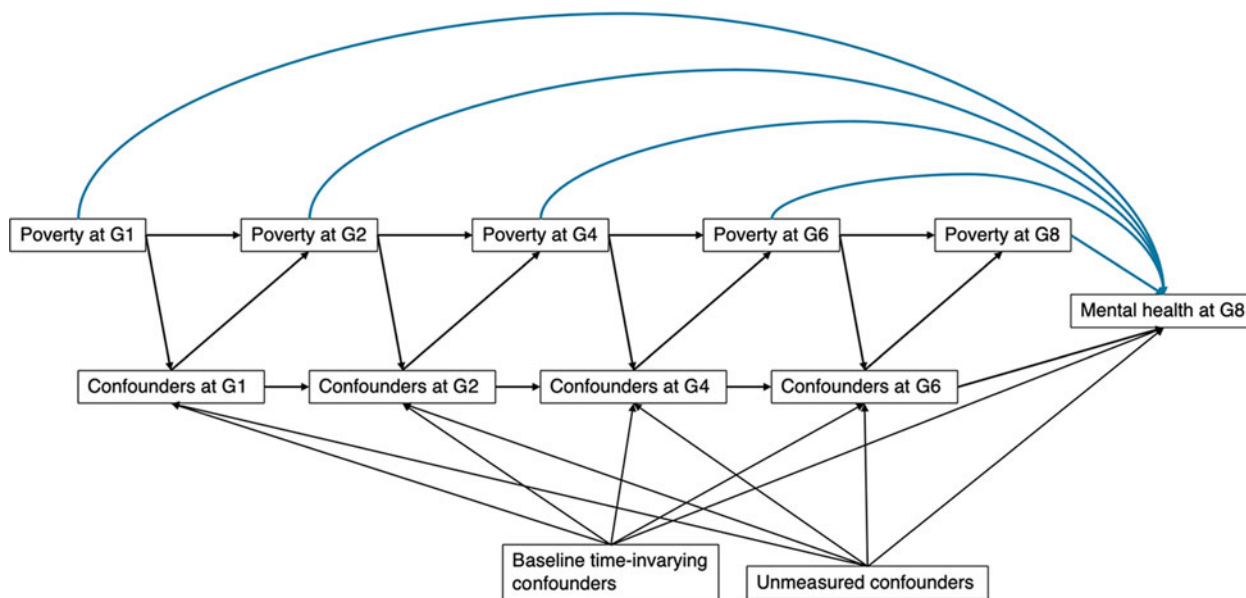 Poverty at G1
Poverty at G2
Poverty at G4
Poverty at G6
Poverty at G8
Mental health at G8
Confounders at G1
Confounders at G2
Confounders at G4
Confounders at G6
Baseline time-invarying
confounders
Unmeasured confounders